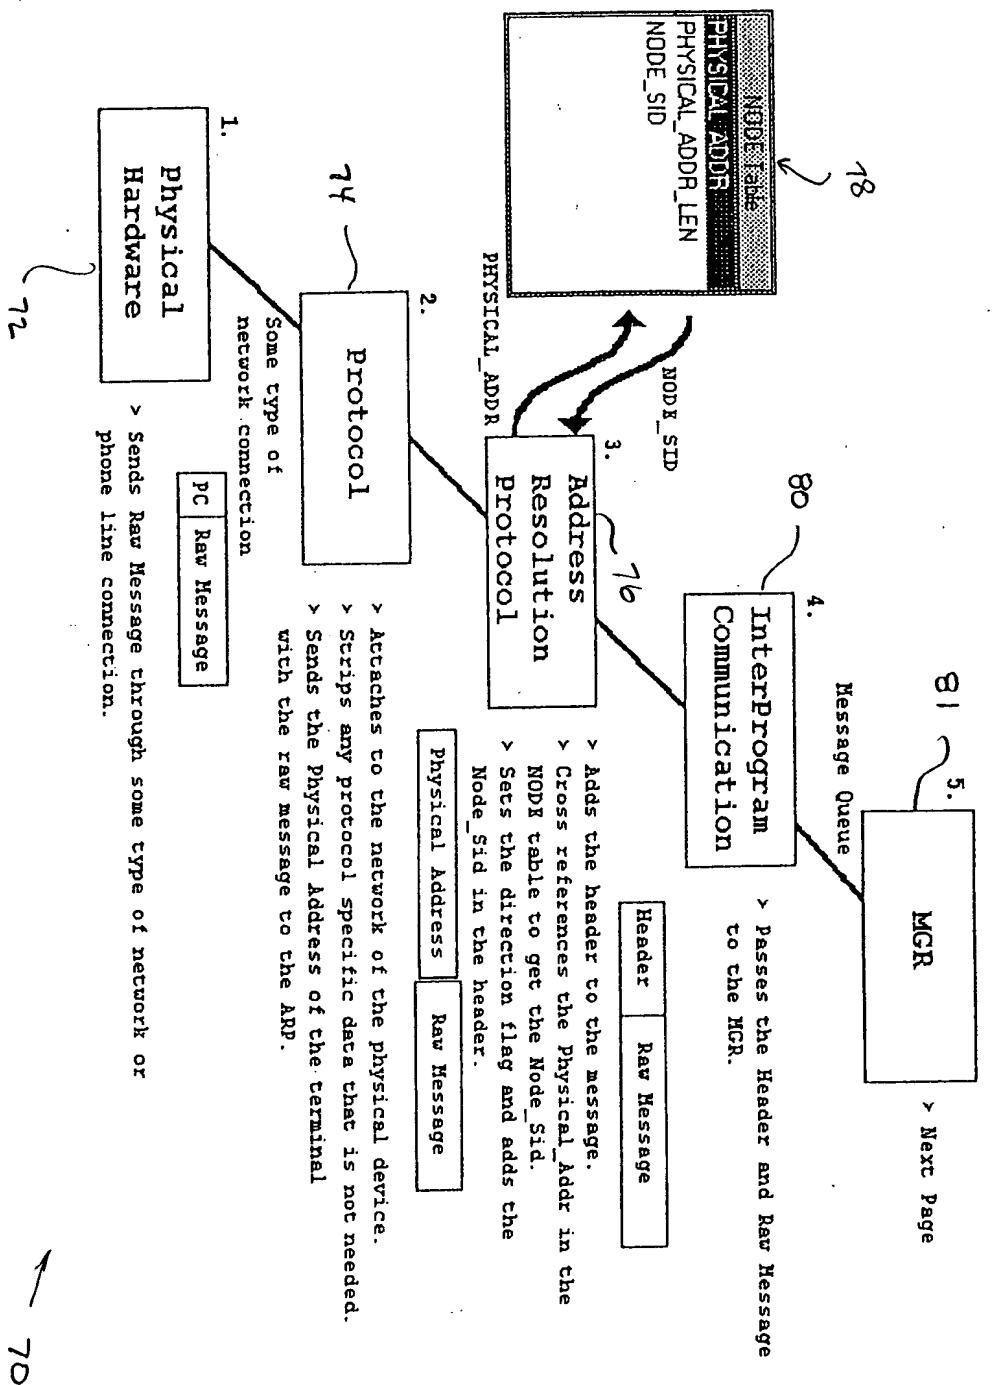 81
5.
MGR
> Next Page
Message Queue
80
4.
InterProgram
Communication
> Passes the Header and Raw Message
to the MGR.
Header Raw Message
78
NODE Table
PHYSICAL_ADDR
PHYSICAL_ADDR_LEN
NODE_SID
NODE_SID
PHYSICAL_ADDR
3.
76
Address
Resolution
Protocol
> Adds the header to the message.
> Cross references the Physical_Addr in the
NODE table to get the Node_Sid.
> Sets the direction flag and adds the
Node_Sid in the header.
Physical Address Raw Message
74
2.
Protocol
> Attaches to the network of the physical device.
> Strips any protocol specific data that is not needed.
> Sends the Physical Address of the terminal
with the raw message to the ARP.
Some type of
network connection
PC Raw Message
1.
Physical
Hardware
72
> Sends Raw Message through some type of network or
phone line connection.
70